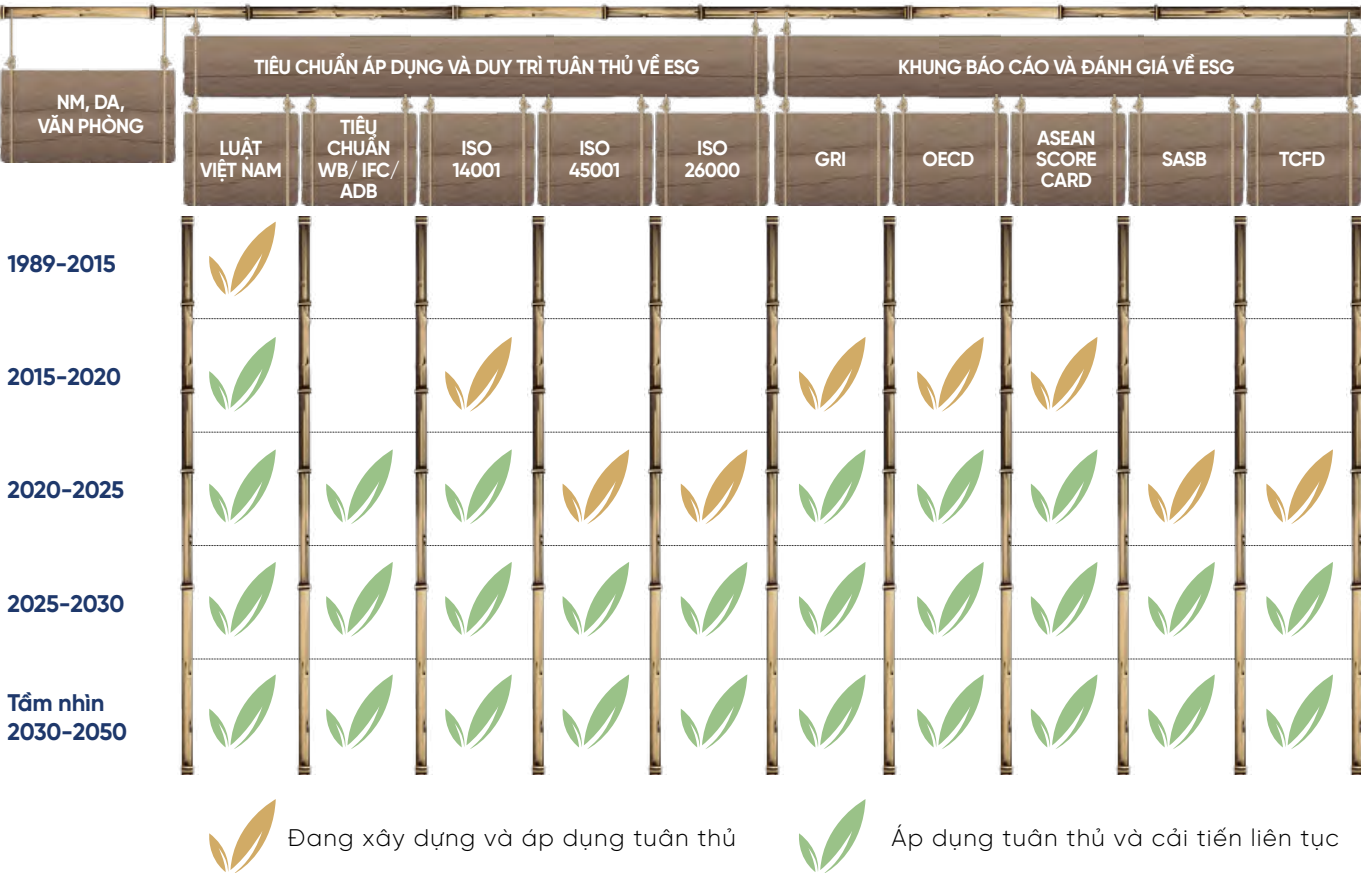 TIÊU CHUẨN ÁP DỤNG VÀ DUY TRÌ TUÂN THỦ VỀ ESG
KHUNG BÁO CÁO VÀ ĐÁNH GIÁ VỀ ESG
NM, DA,
VĂN PHÒNG
LUẬT
VIỆT NAM
TIÊU
CHUẨN
WB/ IFC/
ADB
ISO
14001
ISO
45001
ISO
26000
GRI
OECD
ASEAN
SCORE
CARD
SASB
TCFD
1989-2015
2015-2020
2020-2025
2025-2030
Tầm nhìn
2030-2050
Đang xây dựng và áp dụng tuân thủ
Áp dụng tuân thủ và cải tiến liên tục